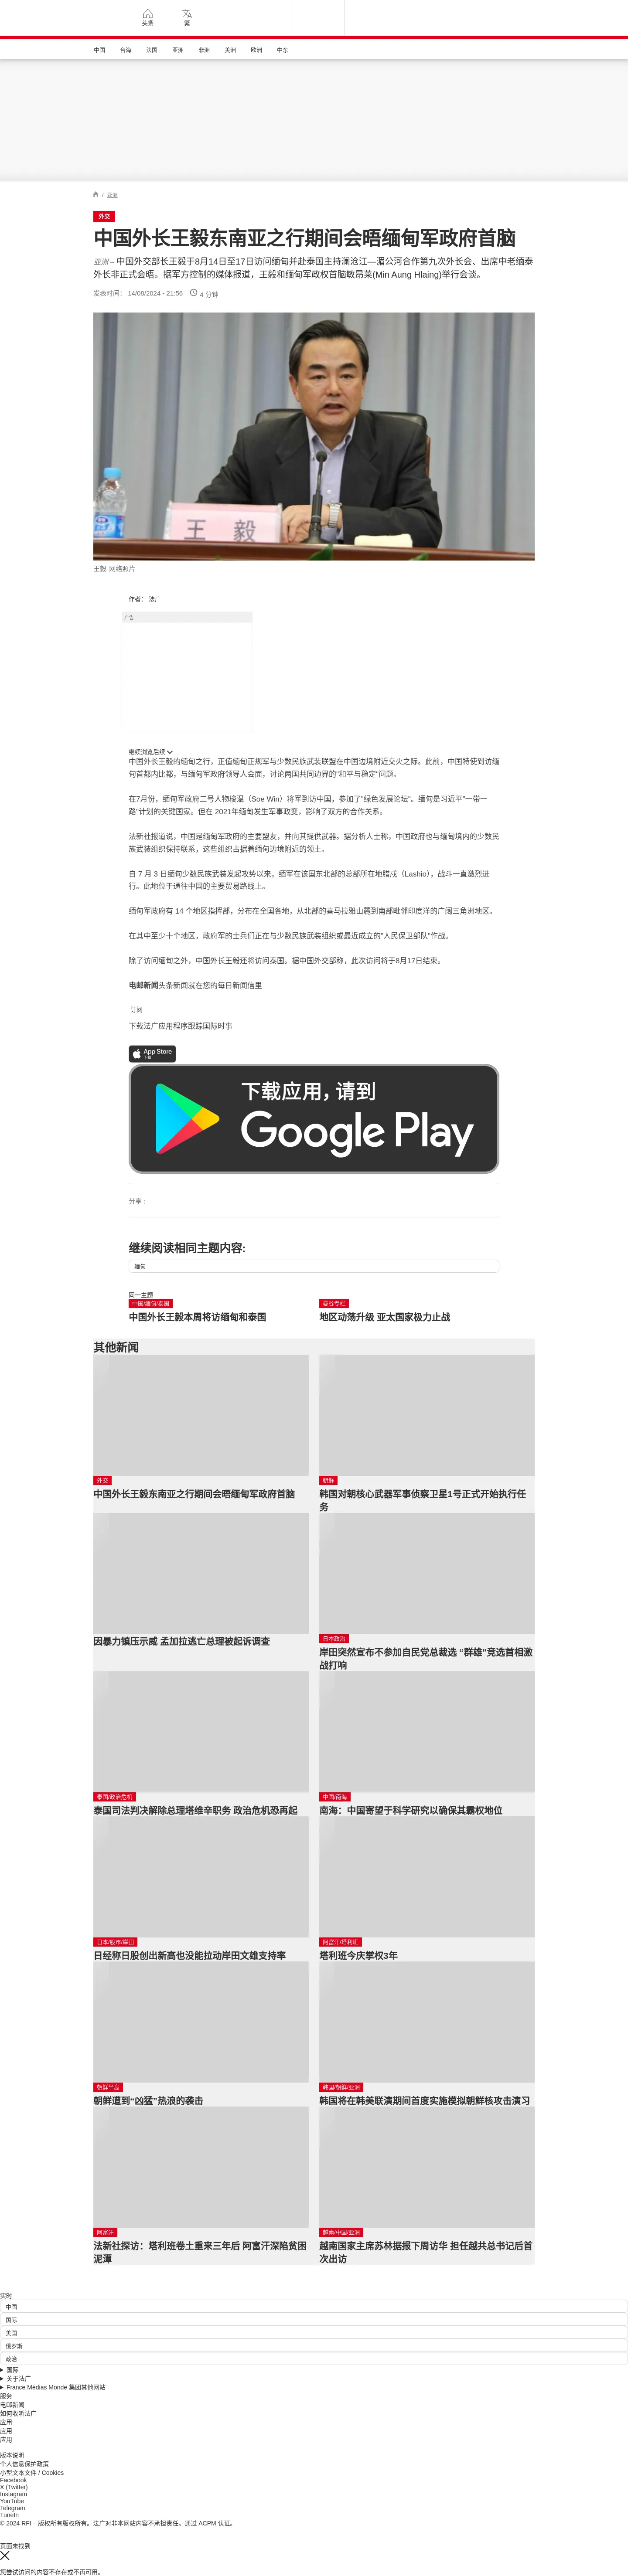 头条
繁
中国 台海 法国 亚洲 非洲 美洲 欧洲 中东
/ 亚洲
外交
中国外长王毅东南亚之行期间会晤缅甸军政府首脑
亚洲 – 中国外交部长王毅于8月14日至17日访问缅甸并赴泰国主持澜沧江—湄公河合作第九次外长会、出席中老缅泰
外长非正式会晤。据军方控制的媒体报道，王毅和缅甸军政权首脑敏昂莱(Min Aung Hlaing)举行会谈。
发表时间： 14/08/2024 - 21:56 4 分钟
王 毅
王毅 网络照片
作者： 法广
广告
继续浏览后续
中国外长王毅的缅甸之行，正值缅甸正规军与少数民族武装联盟在中国边境附近交火之际。此前，中国特使到访缅
甸首都内比都，与缅甸军政府领导人会面，讨论两国共同边界的"和平与稳定"问题。
在7月份，缅甸军政府二号人物梭温（Soe Win）将军到访中国，参加了"绿色发展论坛"。缅甸是习近平"一带一
路"计划的关键国家。但在 2021年缅甸发生军事政变，影响了双方的合作关系。
法新社报道说，中国是缅甸军政府的主要盟友，并向其提供武器。据分析人士称，中国政府也与缅甸境内的少数民
族武装组织保持联系，这些组织占据着缅甸边境附近的领土。
自 7 月 3 日缅甸少数民族武装发起攻势以来，缅军在该国东北部的总部所在地腊戍（Lashio），战斗一直激烈进
行。此地位于通往中国的主要贸易路线上。
缅甸军政府有 14 个地区指挥部，分布在全国各地，从北部的喜马拉雅山麓到南部毗邻印度洋的广阔三角洲地区。
在其中至少十个地区，政府军的士兵们正在与少数民族武装组织或最近成立的"人民保卫部队"作战。
除了访问缅甸之外，中国外长王毅还将访问泰国。据中国外交部称，此次访问将于8月17日结束。
电邮新闻头条新闻就在您的每日新闻信里
订阅
下载法广应用程序跟踪国际时事
App Store
下载
下载应用，请到
Google Play
分享 :
继续阅读相同主题内容:
缅甸
同一主题
中国/缅甸/泰国
中国外长王毅本周将访缅甸和泰国
曼谷专栏
地区动荡升级 亚太国家极力止战
其他新闻
外交
中国外长王毅东南亚之行期间会晤缅甸军政府首脑
朝鲜
韩国对朝核心武器军事侦察卫星1号正式开始执行任
务
因暴力镇压示威 孟加拉逃亡总理被起诉调查
日本政治
岸田突然宣布不参加自民党总裁选 “群雄”竞选首相激
战打响
泰国/政治危机
泰国司法判决解除总理塔维辛职务 政治危机恐再起
中国/南海
南海：中国寄望于科学研究以确保其霸权地位
日本/股市/岸田
日经称日股创出新高也没能拉动岸田文雄支持率
阿富汗/塔利班
塔利班今庆掌权3年
朝鲜半岛
朝鲜遭到“凶猛”热浪的袭击
韩国/朝鲜/亚洲
韩国将在韩美联演期间首度实施模拟朝鲜核攻击演习
阿富汗
法新社探访：塔利班卷土重来三年后 阿富汗深陷贫困
泥潭
越南/中国/亚洲
越南国家主席苏林据报下周访华 担任越共总书记后首
次出访
实时
中国
国际
美国
俄罗斯
政治
国际
关于法广
France Médias Monde 集团其他网站
服务
电邮新闻
如何收听法广
应用
应用
应用
版本说明
个人信息保护政策
小型文本文件 / Cookies
Facebook
X (Twitter)
Instagram
YouTube
Telegram
TuneIn
© 2024 RFI – 版权所有版权所有。法广对非本网站内容不承担责任。通过 ACPM 认证。
页面未找到
您尝试访问的内容不存在或不再可用。